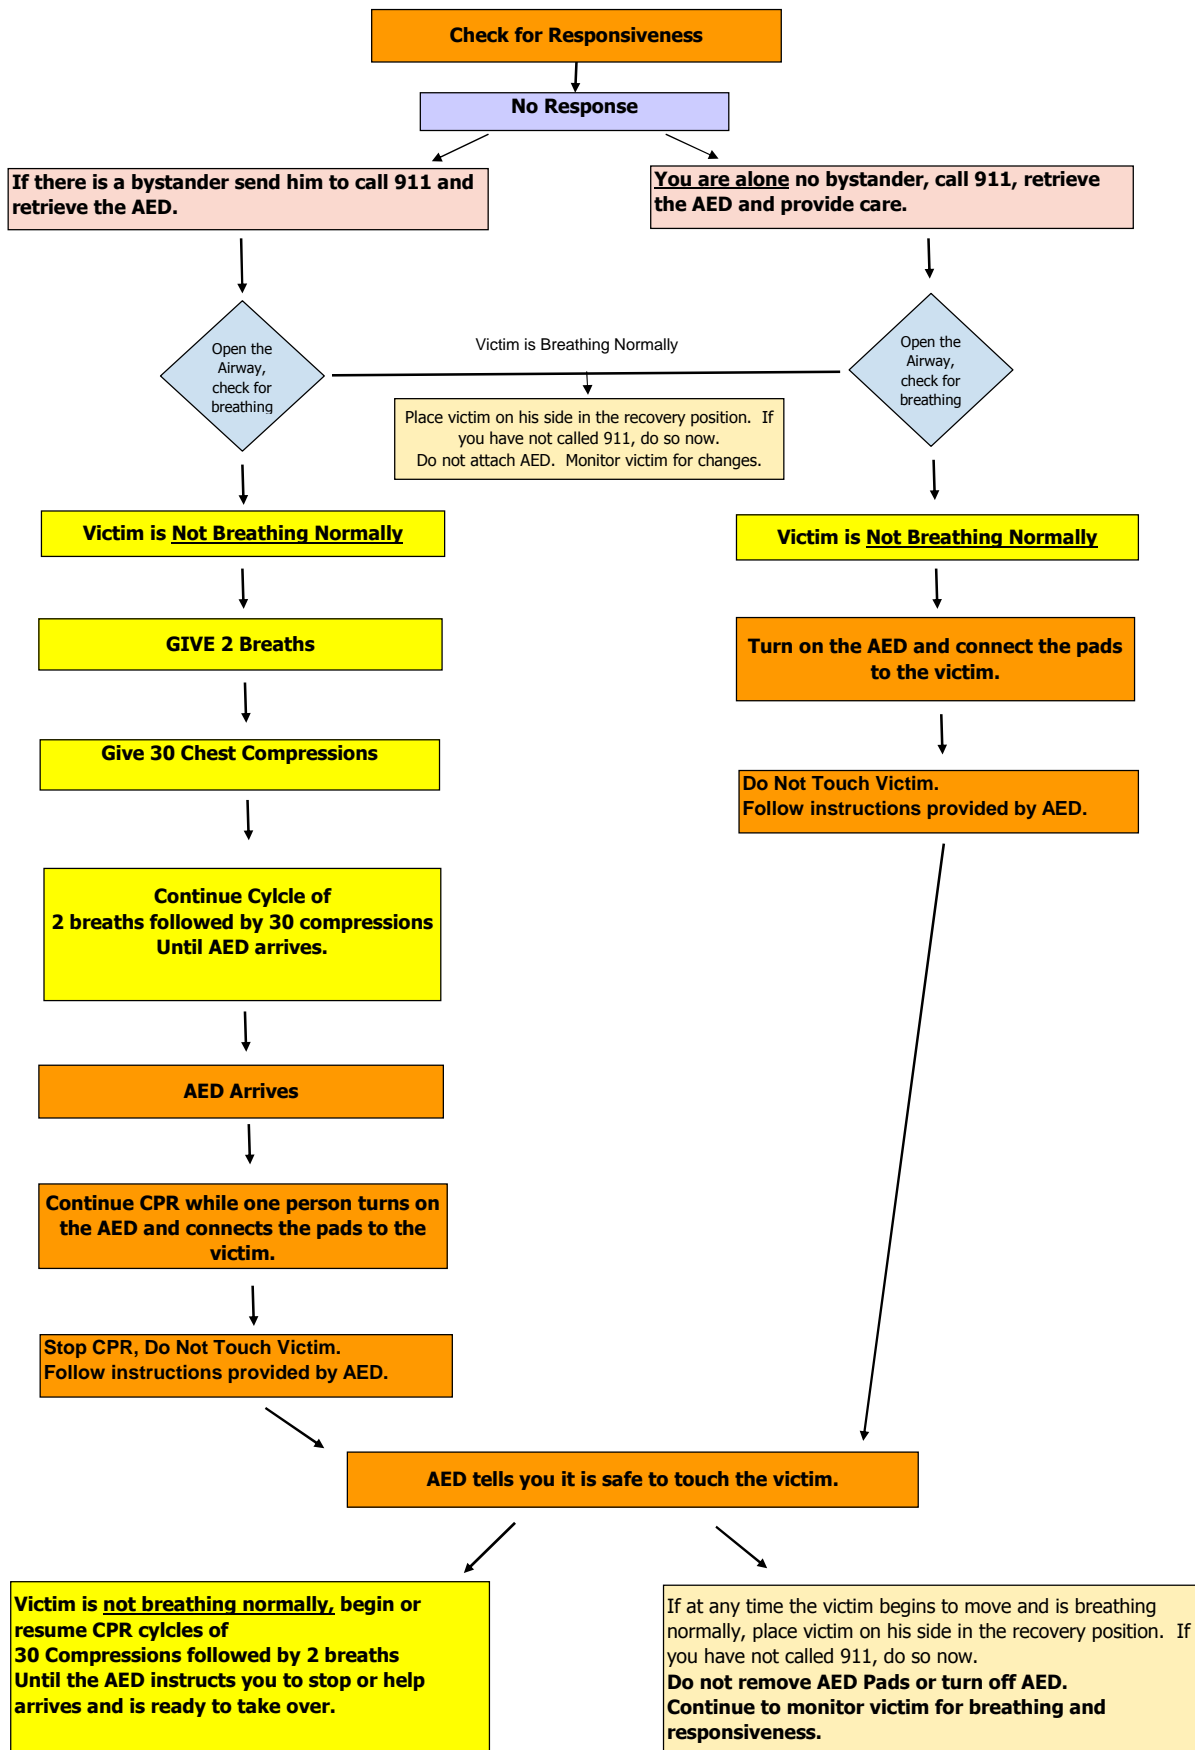 Check for Responsiveness
No Response
If there is a bystander send him to call 911 and
retrieve the AED.
You are alone no bystander, call 911, retrieve
the AED and provide care.
Open the
Airway,
check for
breathing
Victim is Breathing Normally
Open the
Airway,
check for
breathing
Place victim on his side in the recovery position. If
you have not called 911, do so now.
Do not attach AED. Monitor victim for changes.
Victim is Not Breathing Normally
Victim is Not Breathing Normally
GIVE 2 Breaths
Turn on the AED and connect the pads
to the victim.
Give 30 Chest Compressions
Do Not Touch Victim.
Follow instructions provided by AED.
Continue Cylcle of
2 breaths followed by 30 compressions
Until AED arrives.
AED Arrives
Continue CPR while one person turns on
the AED and connects the pads to the
victim.
Stop CPR, Do Not Touch Victim.
Follow instructions provided by AED.
AED tells you it is safe to touch the victim.
Victim is not breathing normally, begin or
resume CPR cylcles of
30 Compressions followed by 2 breaths
Until the AED instructs you to stop or help
arrives and is ready to take over.
If at any time the victim begins to move and is breathing
normally, place victim on his side in the recovery position. If
you have not called 911, do so now.
Do not remove AED Pads or turn off AED.
Continue to monitor victim for breathing and
responsiveness.